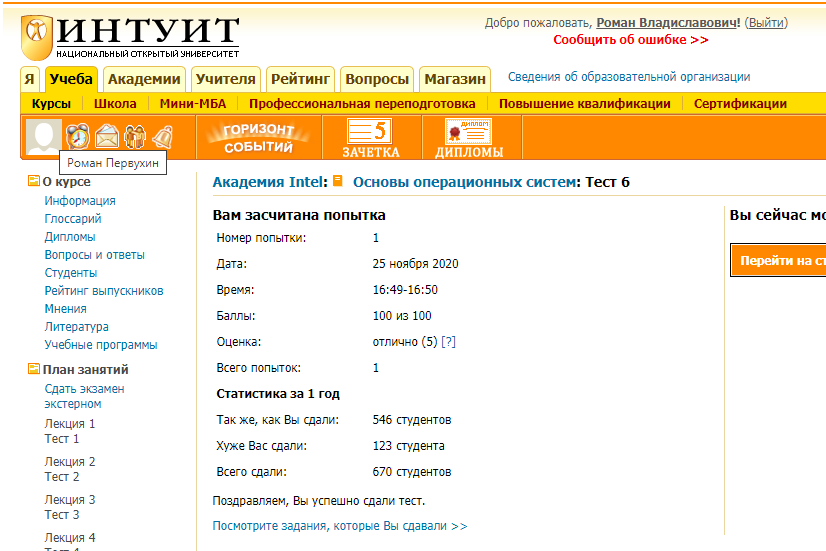 ИНТУИТ
НАЦИОНАЛЬНЫЙ ОТКРЫТЫЙ УНИВЕРСИТЕТ
Добро пожаловать, Роман Владиславович! (Выйти)
Сообщить об ошибке >>
Я Учеба Академии Учителя Рейтинг Вопросы Магазин Сведения об образовательной организации
Курсы Школа Мини-МБА Профессиональная переподготовка Повышение квалификации Сертификации
ГОРИЗОНТ СОБЫТИЙ
5
ЗАЧЕТКА
ДИПЛОМ
ДИПЛОМЫ
Роман Первухин
О курсе
Информация
Глоссарий
Дипломы
Вопросы и ответы
Студенты
Рейтинг выпускников
Мнения
Литература
Учебные программы
План занятий
Сдать экзамен
экстерном
Лекция 1
Тест 1
Лекция 2
Тест 2
Лекция 3
Тест 3
Лекция 4
Академия Intel: Основы операционных систем: Тест 6
Вам засчитана попытка
Номер попытки: 1
Дата: 25 ноября 2020
Время: 16:49-16:50
Баллы: 100 из 100
Оценка: отлично (5) [?]
Всего попыток: 1
Статистика за 1 год
Так же, как Вы сдали: 546 студентов
Хуже Вас сдали: 123 студента
Всего сдали: 670 студентов
Поздравляем, Вы успешно сдали тест.
Посмотрите задания, которые Вы сдавали >>
Вы сейчас мо
Перейти на ст